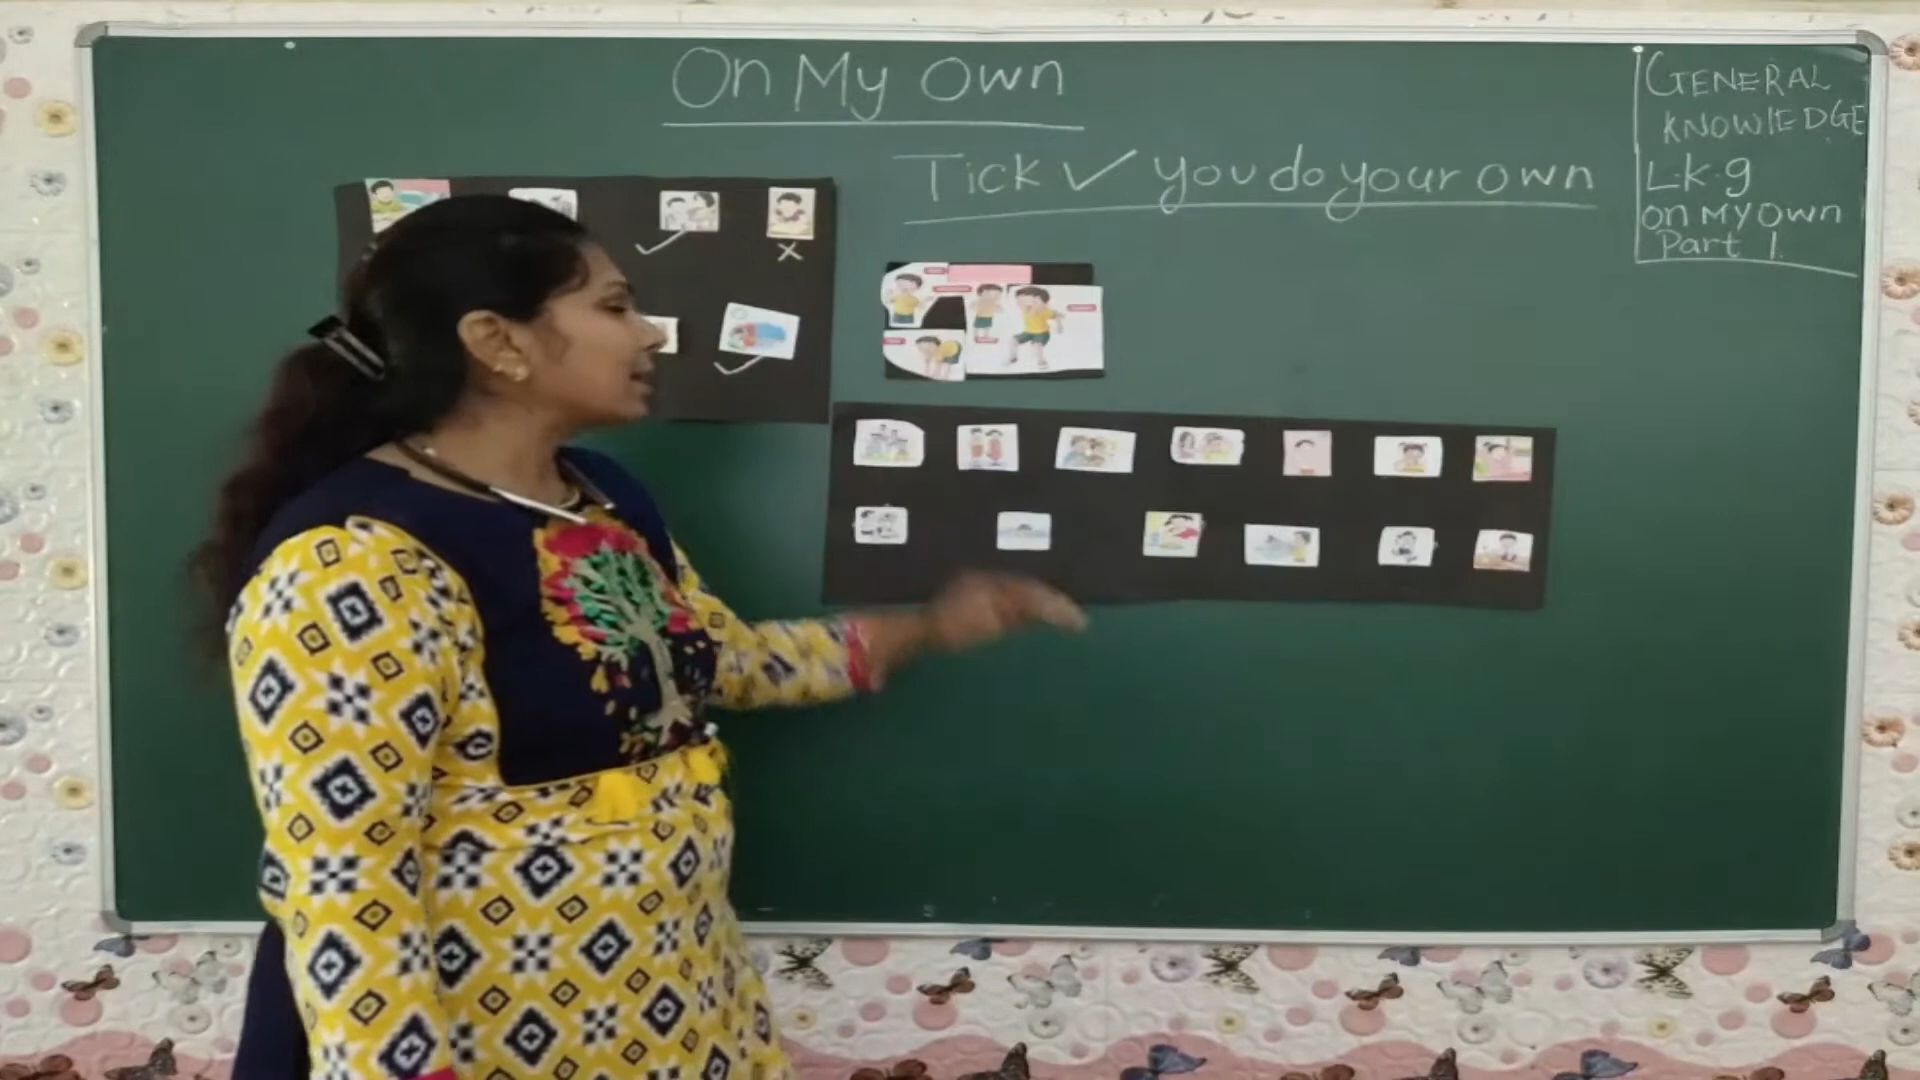 On My Own
Tick ✓ you do your own
GENERAL
KNOWLEDGE
L.k.g
on My Own
Part 1.